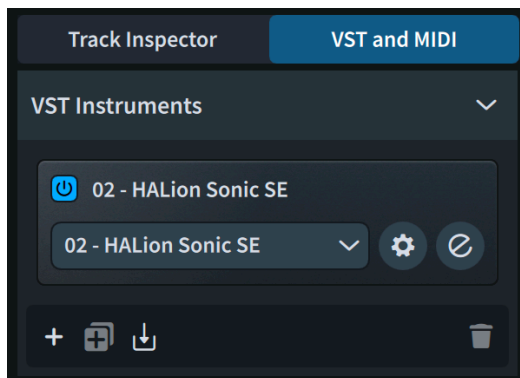 Track Inspector
VST and MIDI
VST Instruments
02 - HALion Sonic SE
02 - HALion Sonic SE